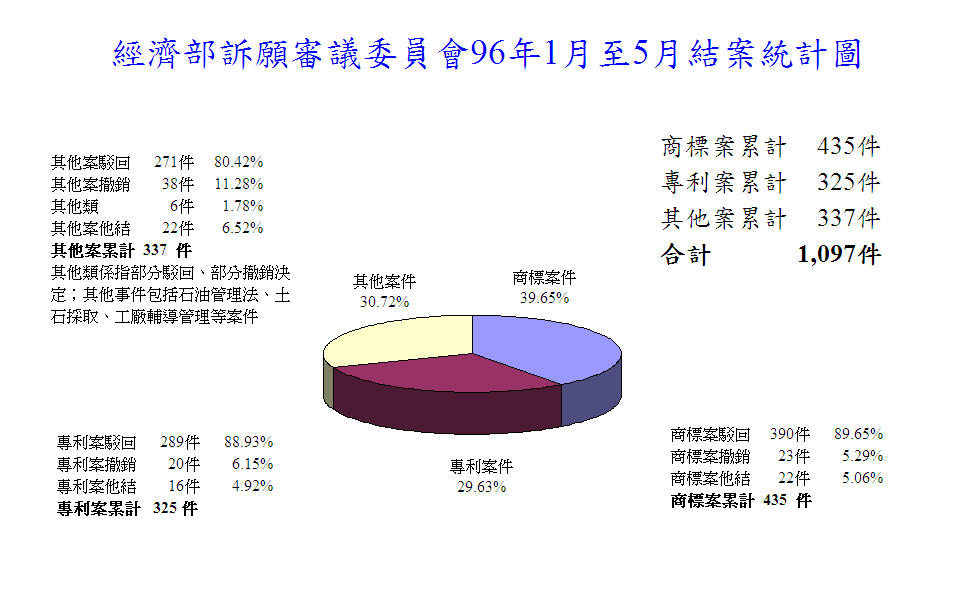 經濟部訴願審議委員會96年1月至5月結案統計圖
其他案駁回 271件 80.42%
其他案撤銷 38件 11.28%
其他類 6件 1.78%
其他案他結 22件 6.52%
其他案累計 337 件
其他類係指部分駁回、部分撤銷決
定；其他事件包括石油管理法、土
石採取、工廠輔導管理等案件
商標案累計 435件
專利案累計 325件
其他案累計 337件
合計 1,097件
其他案件
30.72%
商標案件
39.65%
專利案件
29.63%
專利案駁回 289件 88.93%
專利案撤銷 20件 6.15%
專利案他結 16件 4.92%
專利案累計 325 件
商標案駁回 390件 89.65%
商標案撤銷 23件 5.29%
商標案他結 22件 5.06%
商標案累計 435 件